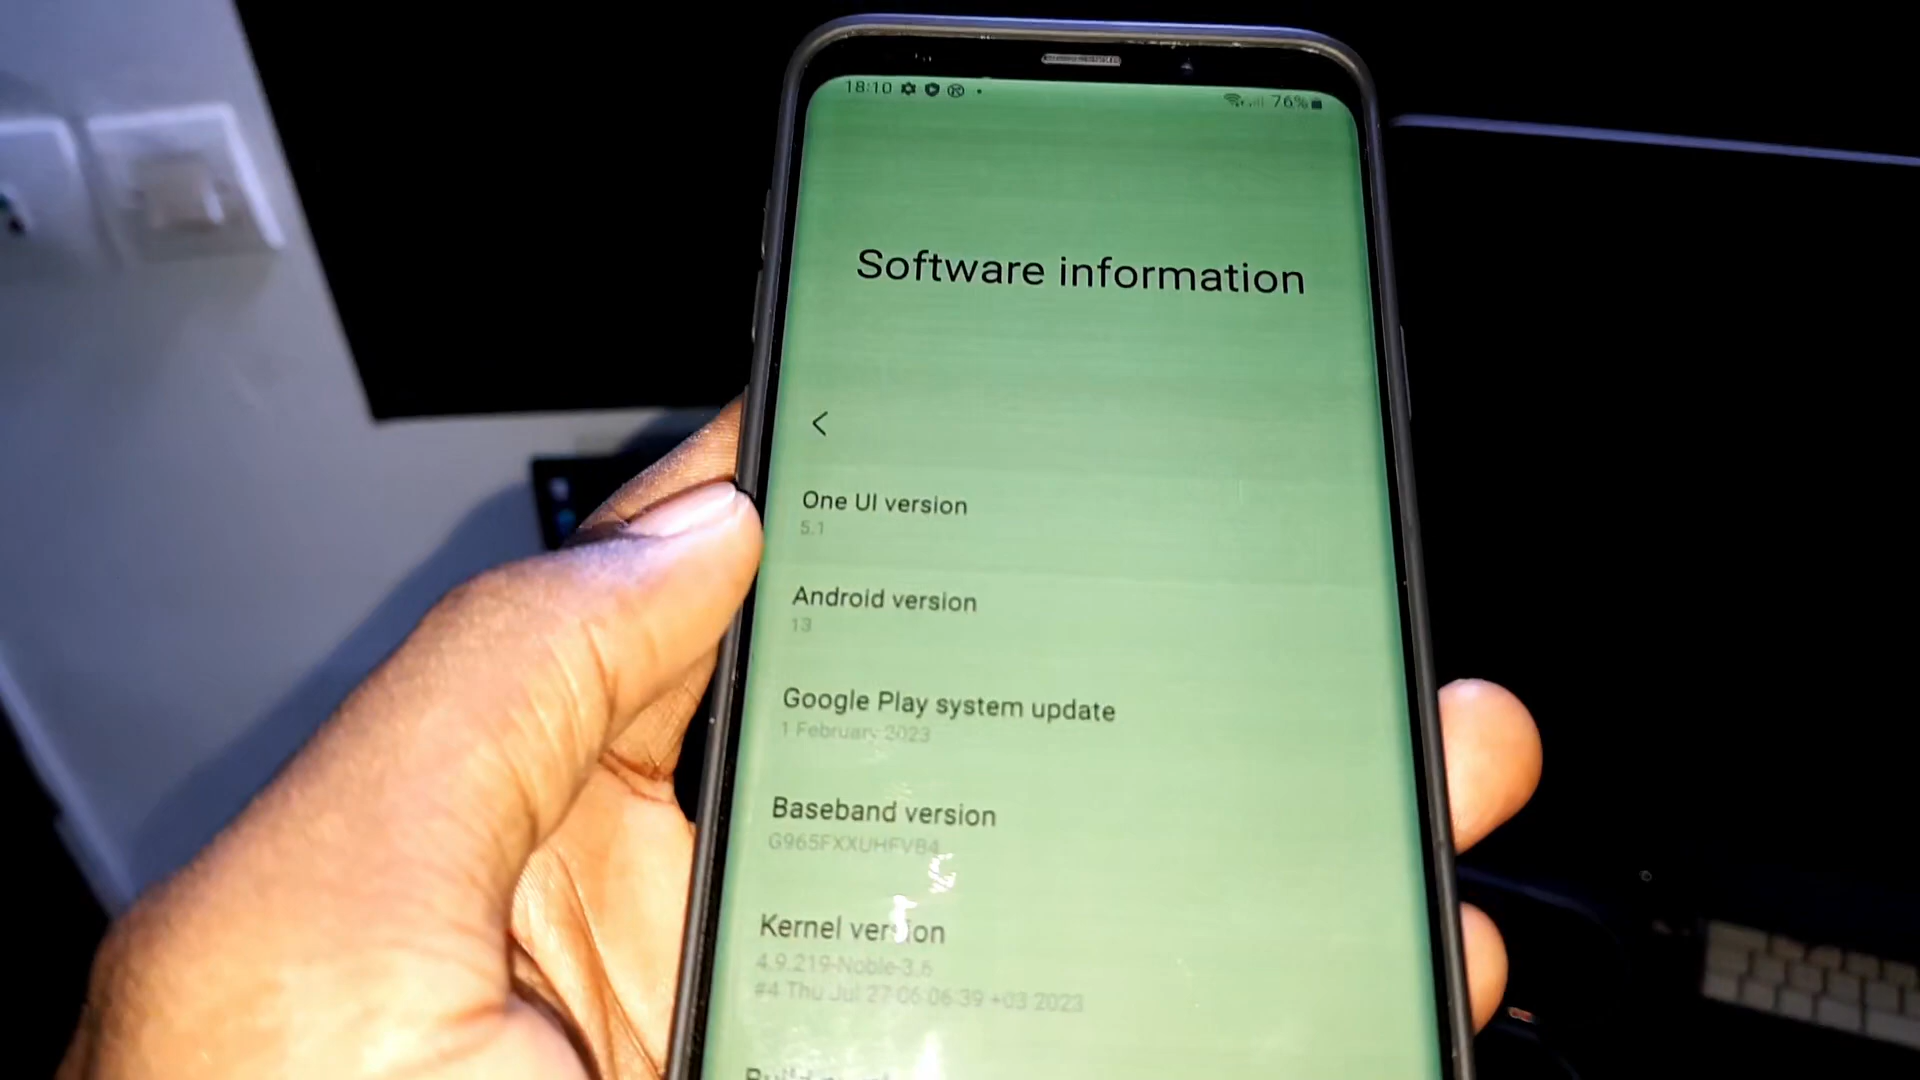 18:10
76%
Software information
One UI version
5.1
Android version
13
Google Play system update
1 February 2023
Baseband version
G965FXXUHFVB4
Kernel version
4.9.219-Noble-3.6
#4 Thu Jul 27 06:06:39 +03 2023